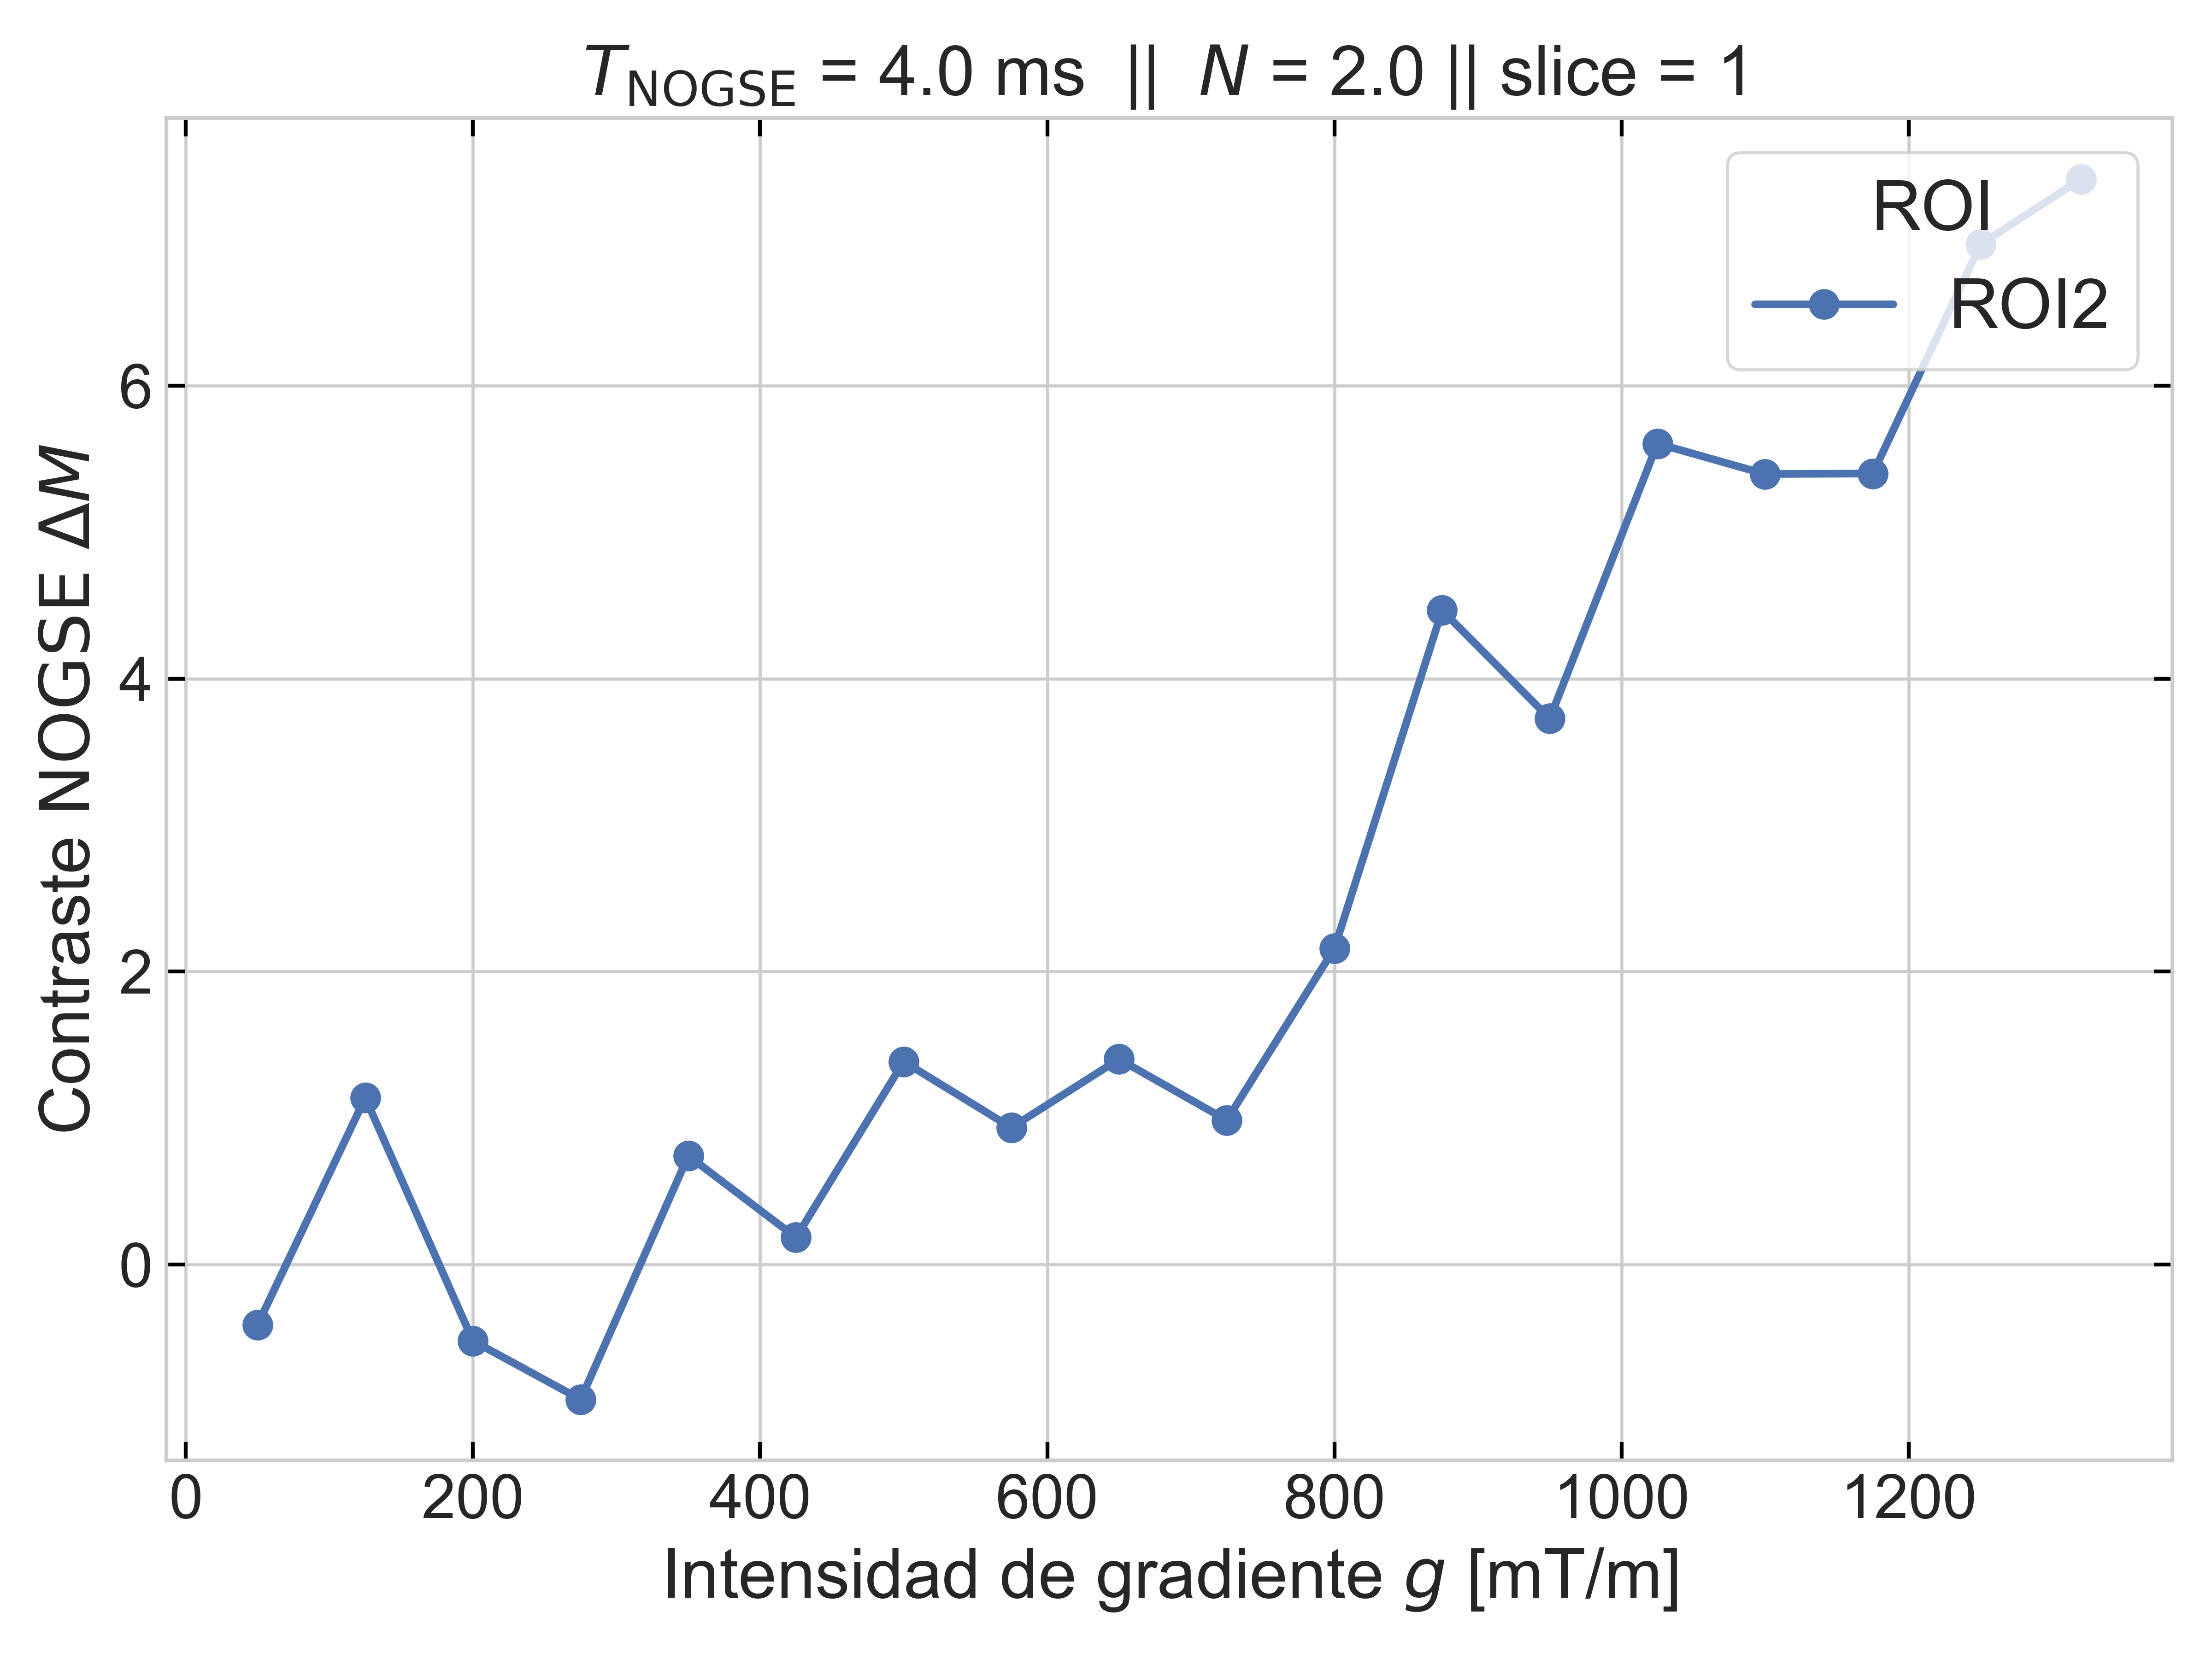 T_NOGSE = 4.0 ms || N = 2.0 || slice = 1
Contraste NOGSE ΔM
ROI
ROI2
6
4
2
0
0 200 400 600 800 1000 1200
Intensidad de gradiente g [mT/m]